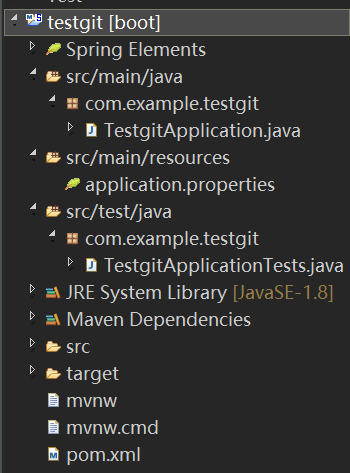 testgit [boot]
Spring Elements
src/main/java
com.example.testgit
TestgitApplication.java
src/main/resources
application.properties
src/test/java
com.example.testgit
TestgitApplicationTests.java
JRE System Library [JavaSE-1.8]
Maven Dependencies
src
target
mvnw
mvnw.cmd
pom.xml